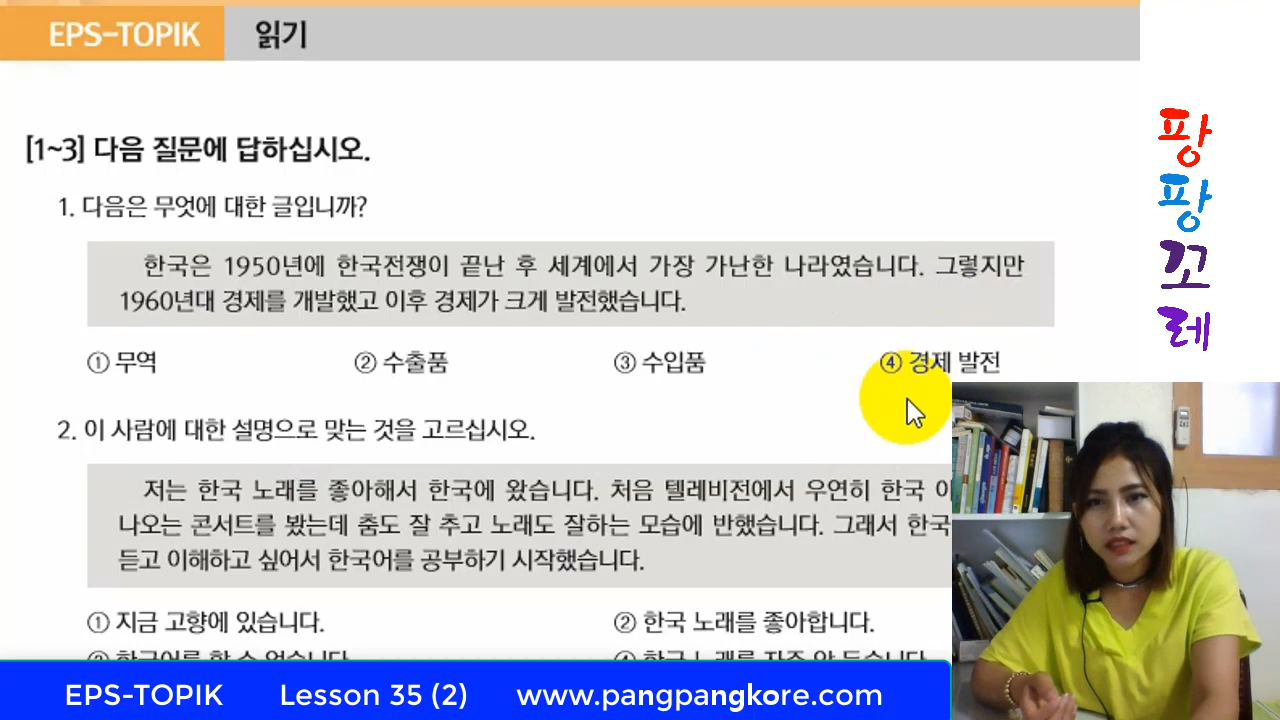 EPS-TOPIK 읽기
[1~3] 다음 질문에 답하십시오.
1. 다음은 무엇에 대한 글입니까?
한국은 1950년에 한국전쟁이 끝난 후 세계에서 가장 가난한 나라였습니다. 그렇지만
1960년대 경제를 개발했고 이후 경제가 크게 발전했습니다.
① 무역 ② 수출품 ③ 수입품 ④ 경제 발전
2. 이 사람에 대한 설명으로 맞는 것을 고르십시오.
저는 한국 노래를 좋아해서 한국에 왔습니다. 처음 텔레비전에서 우연히 한국
나오는 콘서트를 봤는데 춤도 잘 추고 노래도 잘하는 모습에 반했습니다. 그래서 한국
듣고 이해하고 싶어서 한국어를 공부하기 시작했습니다.
① 지금 고향에 있습니다. ② 한국 노래를 좋아합니다.
팡
팡
꼬
레
EPS-TOPIK Lesson 35 (2) www.pangpangkore.com